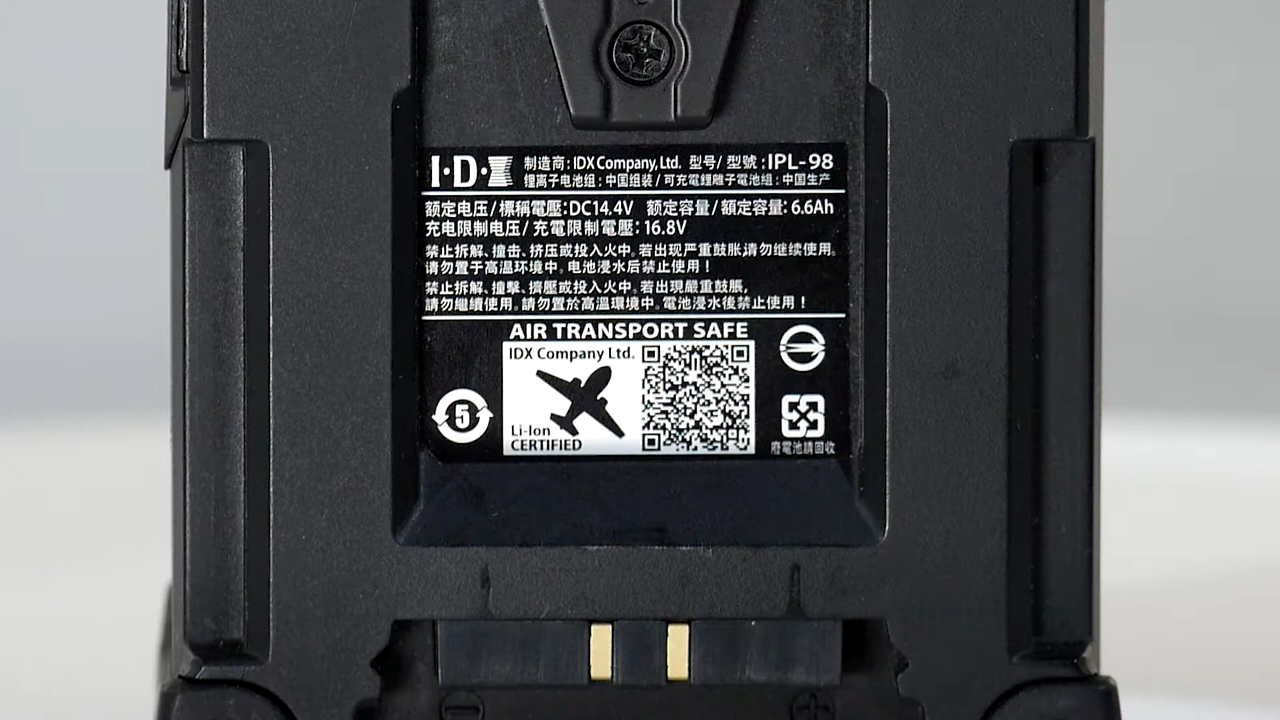 I·D·X 制造商：IDX Company, Ltd. 型号/型號：IPL-98
锂离子电池组：中国组装/可充電鋰離子電池組：中国生产
额定电压/標稱電壓：DC14.4V 额定容量/額定容量：6.6Ah
充电限制电压/充電限制電壓：16.8V
禁止拆解、撞击、挤压或投入火中。若出现严重鼓胀,请勿继续使用。
请勿置于高温环境中。电池浸水后禁止使用！
禁止拆解、撞擊、擠壓或投入火中。若出現嚴重鼓脹，
請勿繼續使用。請勿置於高溫環境中。電池浸水後禁止使用！
AIR TRANSPORT SAFE
IDX Company Ltd.
5
Li-Ion
CERTIFIED
廢電池請回收